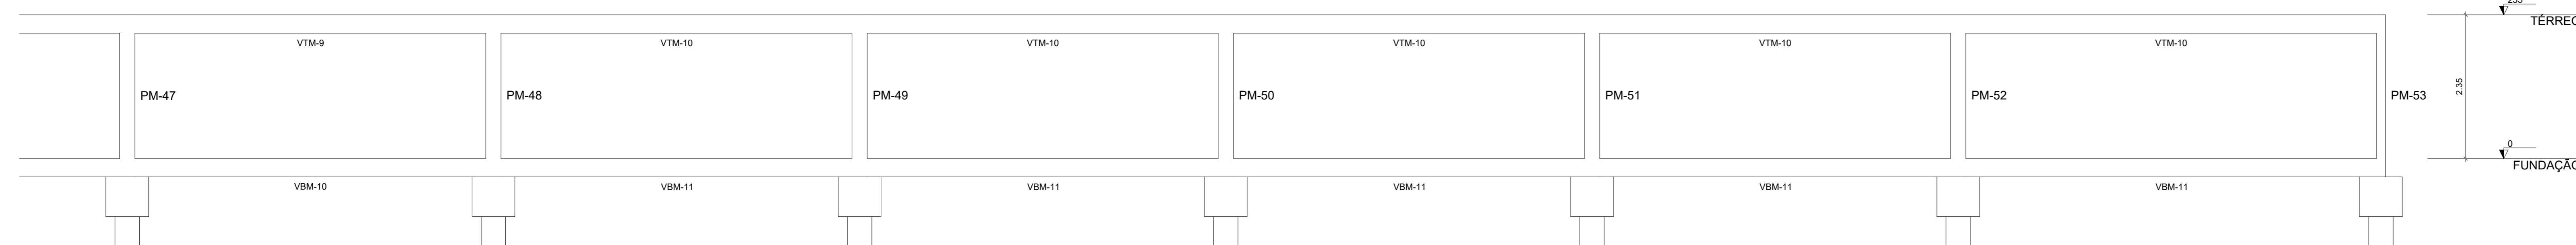 TÉRREO
VTM-9
VTM-10
VTM-10
VTM-10
VTM-10
VTM-10
PM-47
PM-48
PM-49
PM-50
PM-51
PM-52
PM-53
2.35
0
FUNDAÇÃO
VBM-10
VBM-11
VBM-11
VBM-11
VBM-11
VBM-11